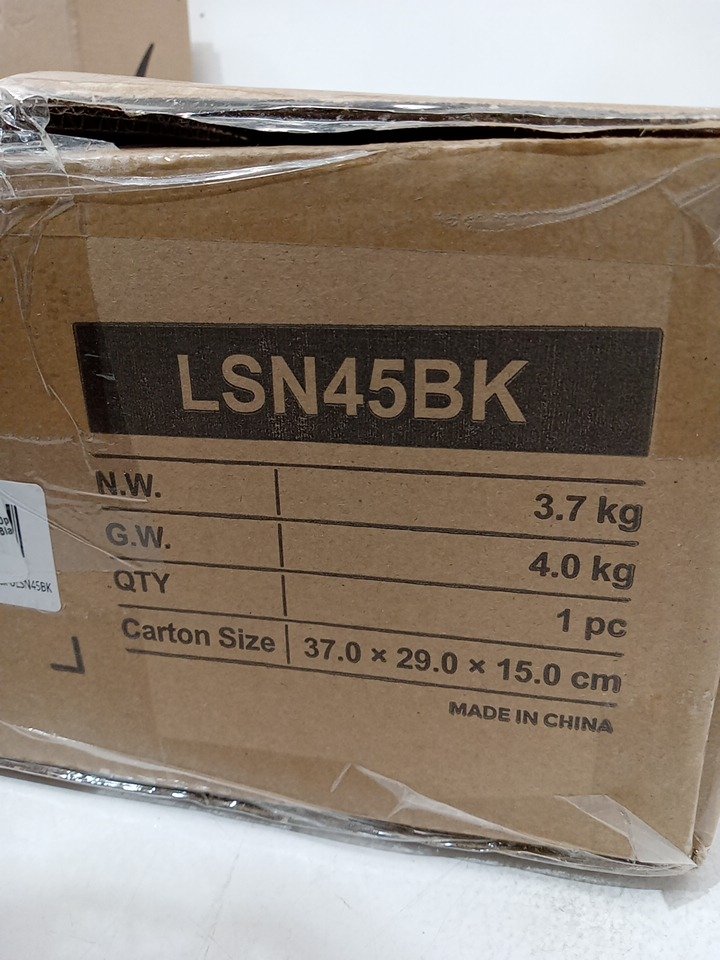 LSN45BK
N.W. 3.7 kg
G.W. 4.0 kg
QTY 1 pc
Carton Size 37.0 × 29.0 × 15.0 cm
MADE IN CHINA
LSN45BK